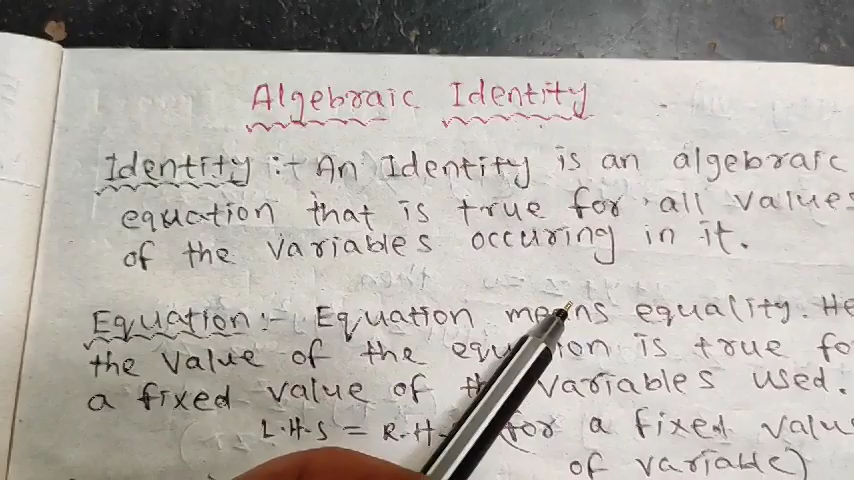 Algebraic Identity
Identity :- An Identity is an algebraic
equation that is true for all values
of the variables occuring in it.
Equation :- Equation means equality. He
the value of the equation is true fo
a fixed value of the variables used.
L.H.S = R.H.S (for a fixed value
of variable)